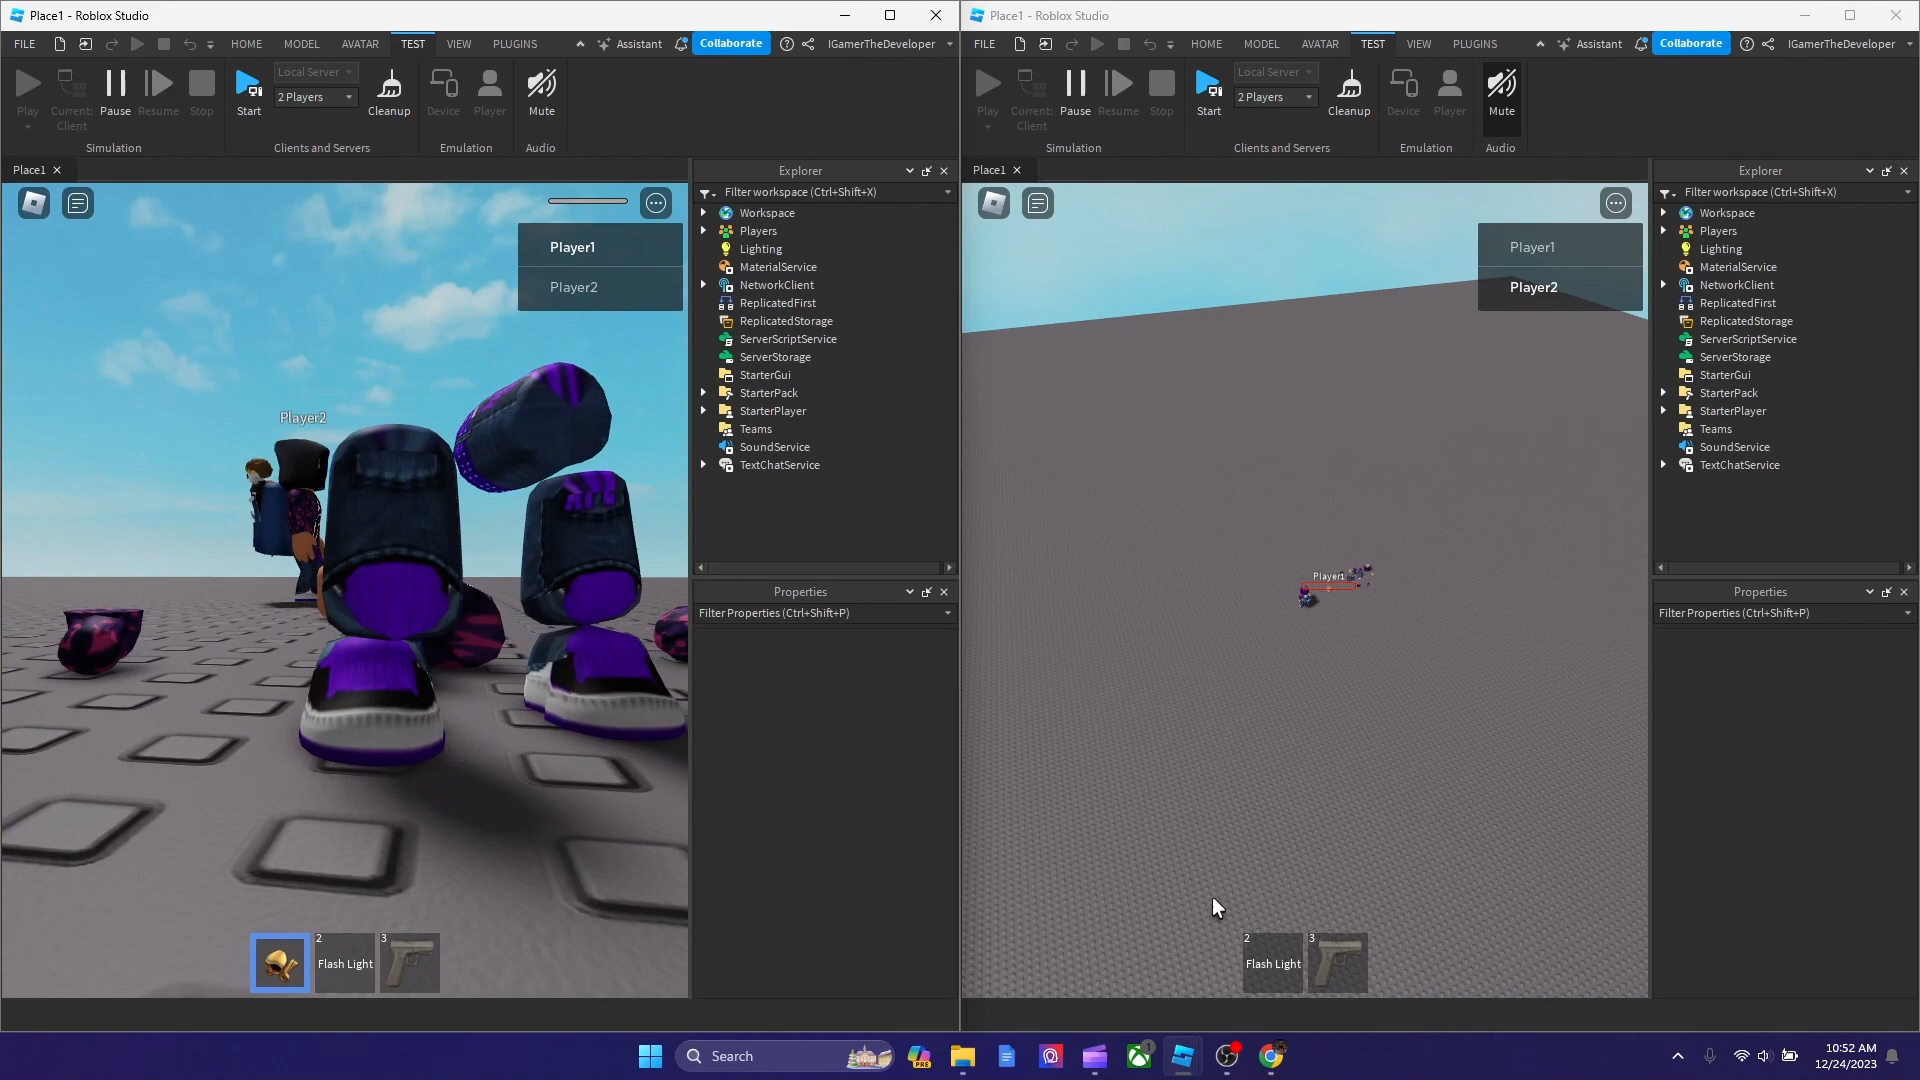 Place1 - Roblox Studio
FILE HOME MODEL AVATAR TEST VIEW PLUGINS Assistant Collaborate IGamerTheDeveloper
Play Current: Client Pause Resume Stop Start Local Server 2 Players Cleanup Device Player Mute
Simulation Clients and Servers Emulation Audio
Place1
Player1
Player2
Player2
2 Flash Light
3
Explorer
Filter workspace (Ctrl+Shift+X)
Workspace
Players
Lighting
MaterialService
NetworkClient
ReplicatedFirst
ReplicatedStorage
ServerScriptService
ServerStorage
StarterGui
StarterPack
StarterPlayer
Teams
SoundService
TextChatService
Properties
Filter Properties (Ctrl+Shift+P)
Place1 - Roblox Studio
FILE HOME MODEL AVATAR TEST VIEW PLUGINS Assistant Collaborate IGamerTheDeveloper
Play Current: Client Pause Resume Stop Start Local Server 2 Players Cleanup Device Player Mute
Simulation Clients and Servers Emulation Audio
Place1
Player1
Player2
Player1
2 Flash Light
3
Explorer
Filter workspace (Ctrl+Shift+X)
Workspace
Players
Lighting
MaterialService
NetworkClient
ReplicatedFirst
ReplicatedStorage
ServerScriptService
ServerStorage
StarterGui
StarterPack
StarterPlayer
Teams
SoundService
TextChatService
Properties
Filter Properties (Ctrl+Shift+P)
Search
PRE
1
10:52 AM
12/24/2023